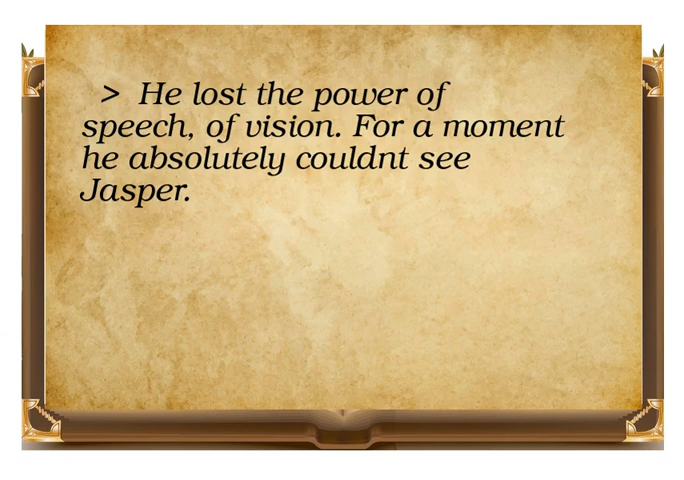 > He lost the power of
speech, of vision. For a moment
he absolutely couldnt see
Jasper.